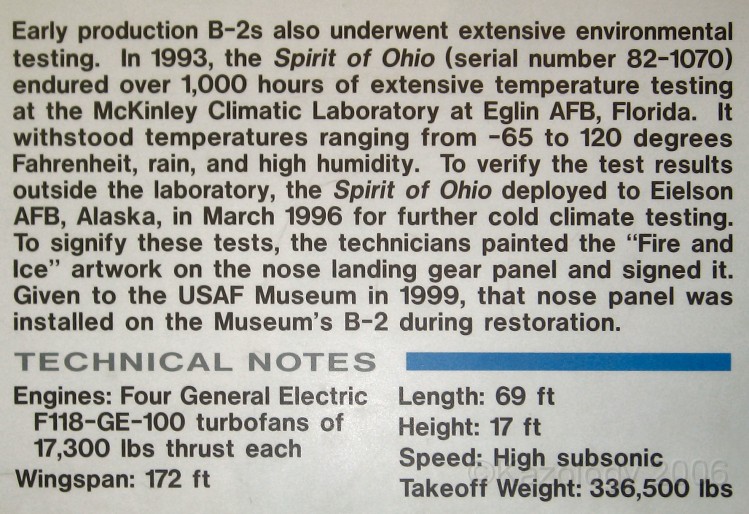 Early production B-2s also underwent extensive environmental
testing. In 1993, the Spirit of Ohio (serial number 82-1070)
endured over 1,000 hours of extensive temperature testing
at the McKinley Climatic Laboratory at Eglin AFB, Florida. It
withstood temperatures ranging from -65 to 120 degrees
Fahrenheit, rain, and high humidity. To verify the test results
outside the laboratory, the Spirit of Ohio deployed to Eielson
AFB, Alaska, in March 1996 for further cold climate testing.
To signify these tests, the technicians painted the “Fire and
Ice” artwork on the nose landing gear panel and signed it.
Given to the USAF Museum in 1999, that nose panel was
installed on the Museum's B-2 during restoration.
TECHNICAL NOTES
Engines: Four General Electric
F118-GE-100 turbofans of
17,300 lbs thrust each
Wingspan: 172 ft
Length: 69 ft
Height: 17 ft
Speed: High subsonic
Takeoff Weight: 336,500 lbs
2006